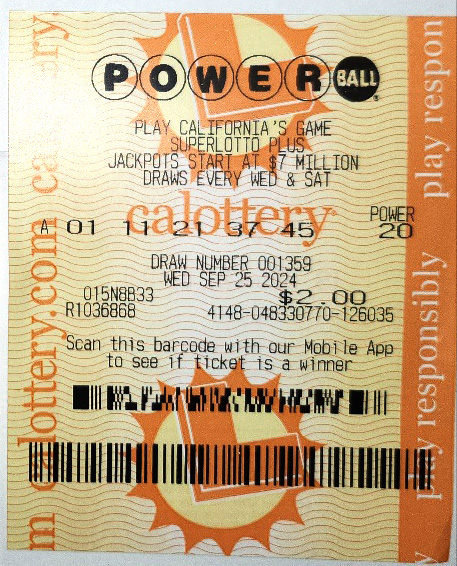 POWERBALL
PLAY CALIFORNIA'S GAME
SUPERLOTTO PLUS
JACKPOTS START AT $7 MILLION
DRAWS EVERY WED & SAT
calottery
POWER
A 01 11 21 37 45 20
DRAW NUMBER 001359
WED SEP 25 2024
015N8B33 $2.00
R1036868 4148-048330770-126035
Scan this barcode with our Mobile App
to see if ticket is a winner
calottery.com
play responsibly
play respon